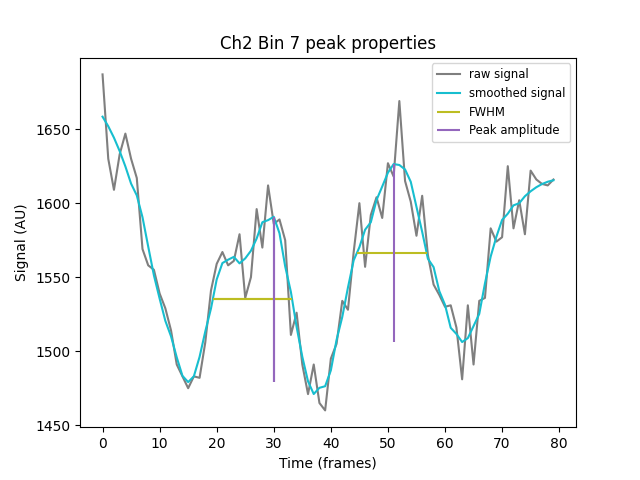 Ch2 Bin 7 peak properties
raw signal
smoothed signal
FWHM
Peak amplitude
Signal (AU)
1650
1600
1550
1500
1450
0 10 20 30 40 50 60 70 80
Time (frames)